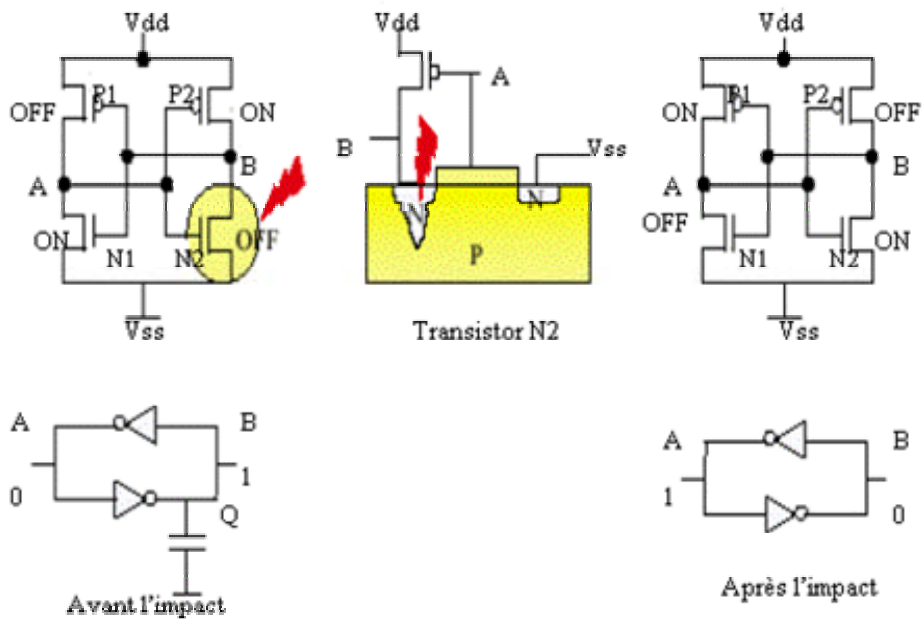 Vdd
P1
P2
OFF
ON
B
A
ON
OFF
N1
N2
Vss
Vdd
A
B
Vss
N
N
P
Transistor N2
Vdd
P1
P2
ON
OFF
B
A
OFF
ON
N1
N2
Vss
A
B
0
1
Q
Avant l'impact
A
B
1
0
Après l'impact